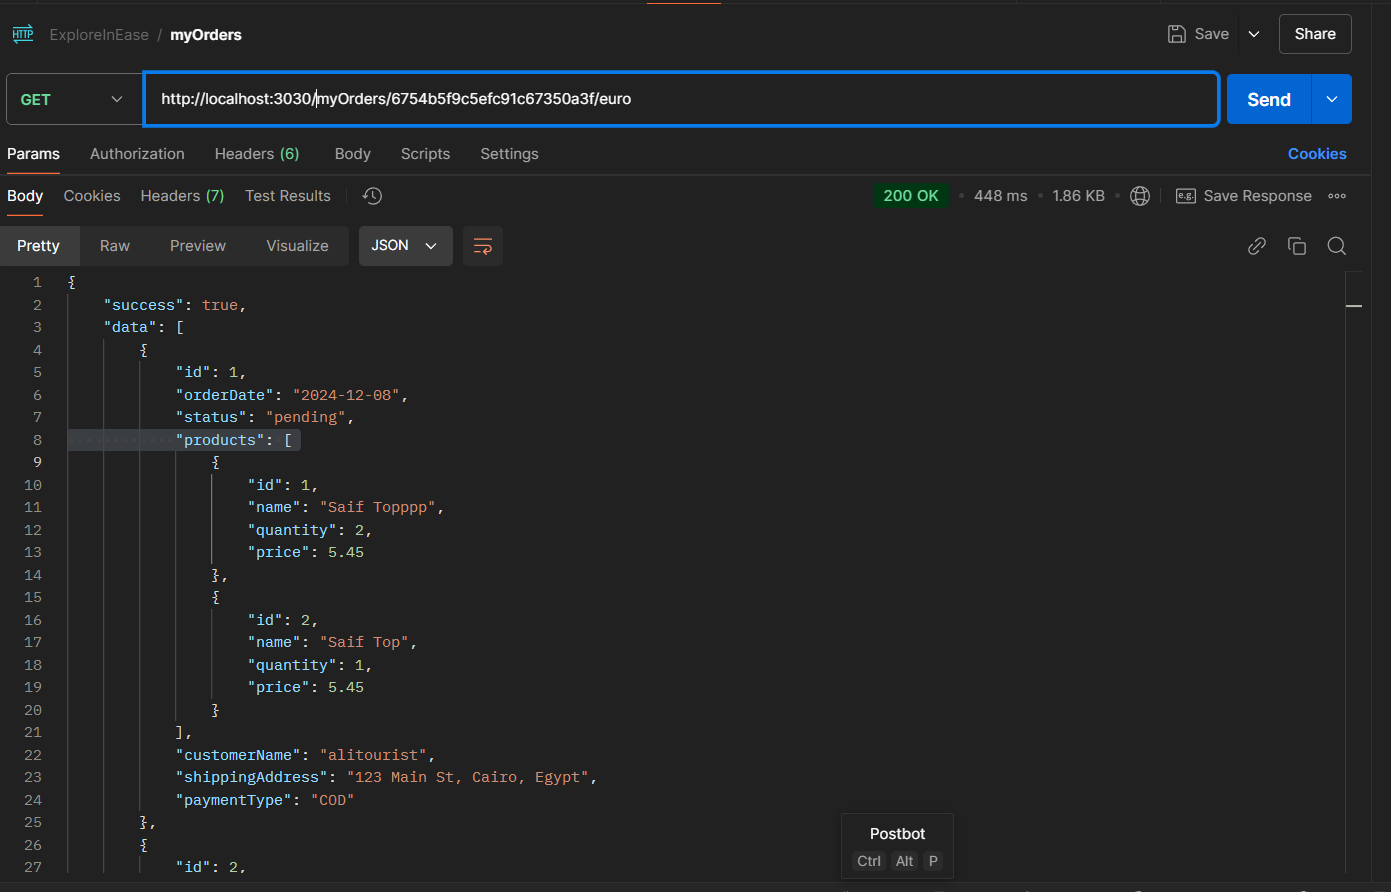 HTTP ExploreInEase / myOrders Save Share
GET http://localhost:3030/myOrders/6754b5f9c5efc91c67350a3f/euro Send
Params Authorization Headers (6) Body Scripts Settings Cookies
Body Cookies Headers (7) Test Results 200 OK • 448 ms • 1.86 KB • e.g. Save Response
Pretty Raw Preview Visualize JSON
1 {
2 "success": true,
3 "data": [
4 {
5 "id": 1,
6 "orderDate": "2024-12-08",
7 "status": "pending",
8 "products": [
9 {
10 "id": 1,
11 "name": "Saif Topppp",
12 "quantity": 2,
13 "price": 5.45
14 },
15 {
16 "id": 2,
17 "name": "Saif Top",
18 "quantity": 1,
19 "price": 5.45
20 }
21 ],
22 "customerName": "alitourist",
23 "shippingAddress": "123 Main St, Cairo, Egypt",
24 "paymentType": "COD"
25 },
26 {
27 "id": 2,
Postbot
Ctrl Alt P